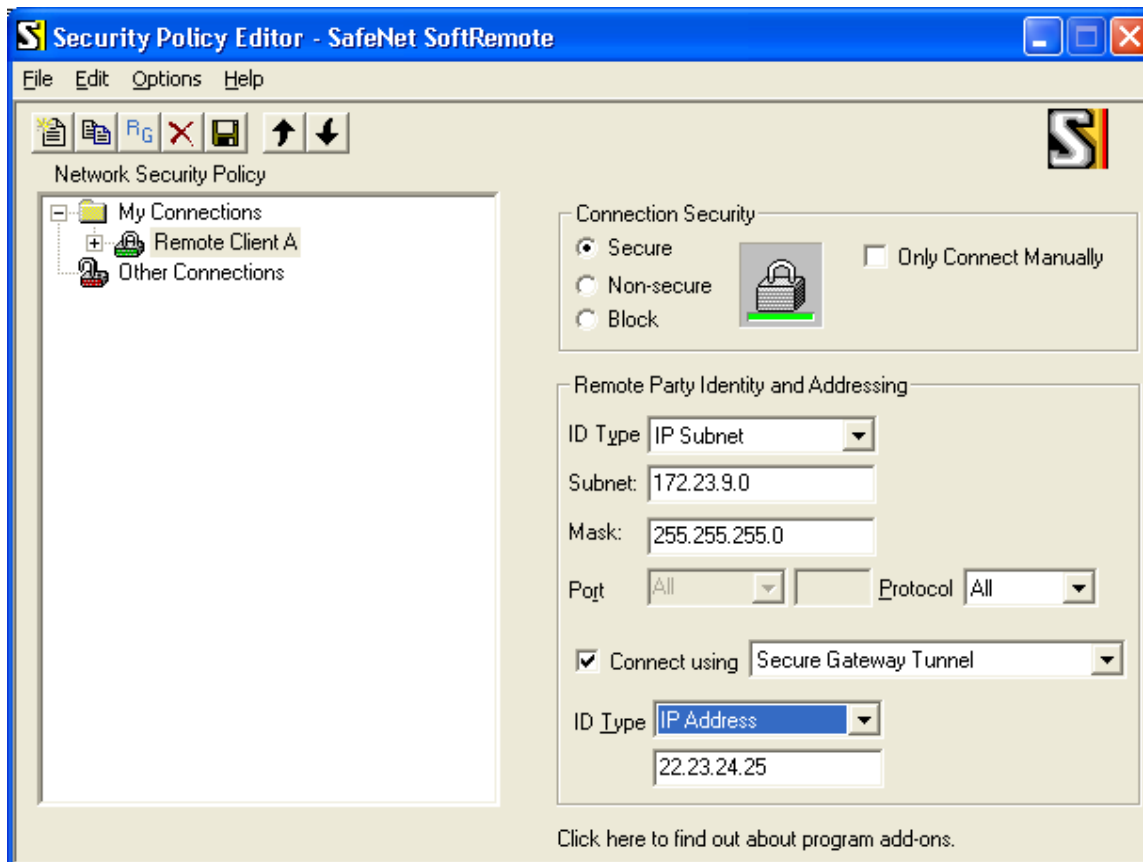 Security Policy Editor - SafeNet SoftRemote
File Edit Options Help
RG
Network Security Policy
My Connections
Remote Client A
Other Connections
Connection Security
Secure
Non-secure
Block
Only Connect Manually
Remote Party Identity and Addressing
ID Type IP Subnet
Subnet: 172.23.9.0
Mask: 255.255.255.0
Port All Protocol All
Connect using Secure Gateway Tunnel
ID Type IP Address
22.23.24.25
Click here to find out about program add-ons.